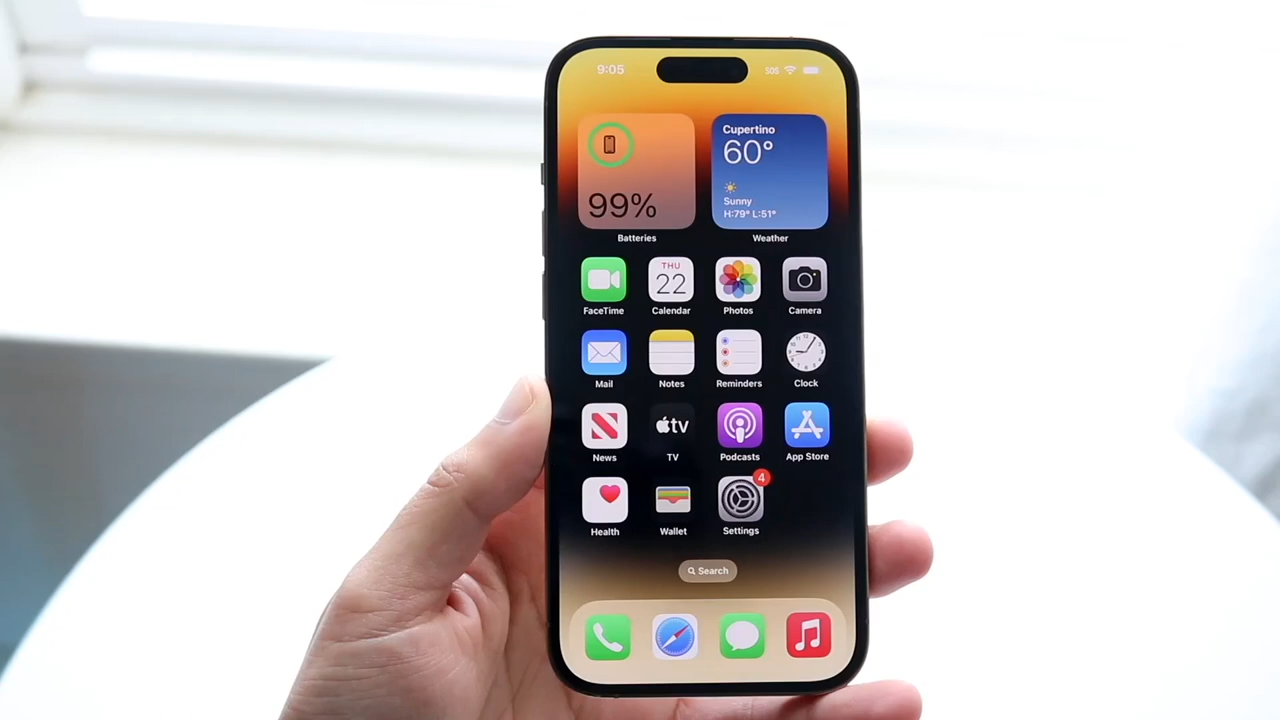 9:05 SOS
Cupertino
60°
99%
Sunny
H:79° L:51°
Batteries Weather
THU
22
FaceTime Calendar Photos Camera
Mail Notes Reminders Clock
tv
News TV Podcasts App Store
4
Health Wallet Settings
Search